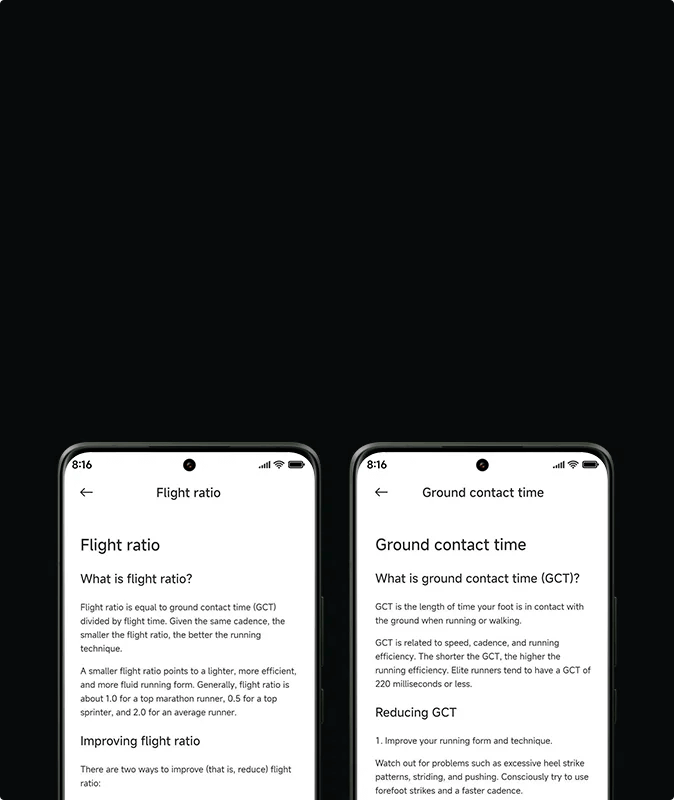 8:16
Flight ratio
Flight ratio
What is flight ratio?
Flight ratio is equal to ground contact time (GCT)
divided by flight time. Given the same cadence, the
smaller the flight ratio, the better the running
technique.
A smaller flight ratio points to a lighter, more efficient,
and more fluid running form. Generally, flight ratio is
about 1.0 for a top marathon runner, 0.5 for a top
sprinter, and 2.0 for an average runner.
Improving flight ratio
There are two ways to improve (that is, reduce) flight
ratio:
8:16
Ground contact time
Ground contact time
What is ground contact time (GCT)?
GCT is the length of time your foot is in contact with
the ground when running or walking.
GCT is related to speed, cadence, and running
efficiency. The shorter the GCT, the higher the
running efficiency. Elite runners tend to have a GCT of
220 milliseconds or less.
Reducing GCT
1. Improve your running form and technique.
Watch out for problems such as excessive heel strike
patterns, striding, and pushing. Consciously try to use
forefoot strikes and a faster cadence.